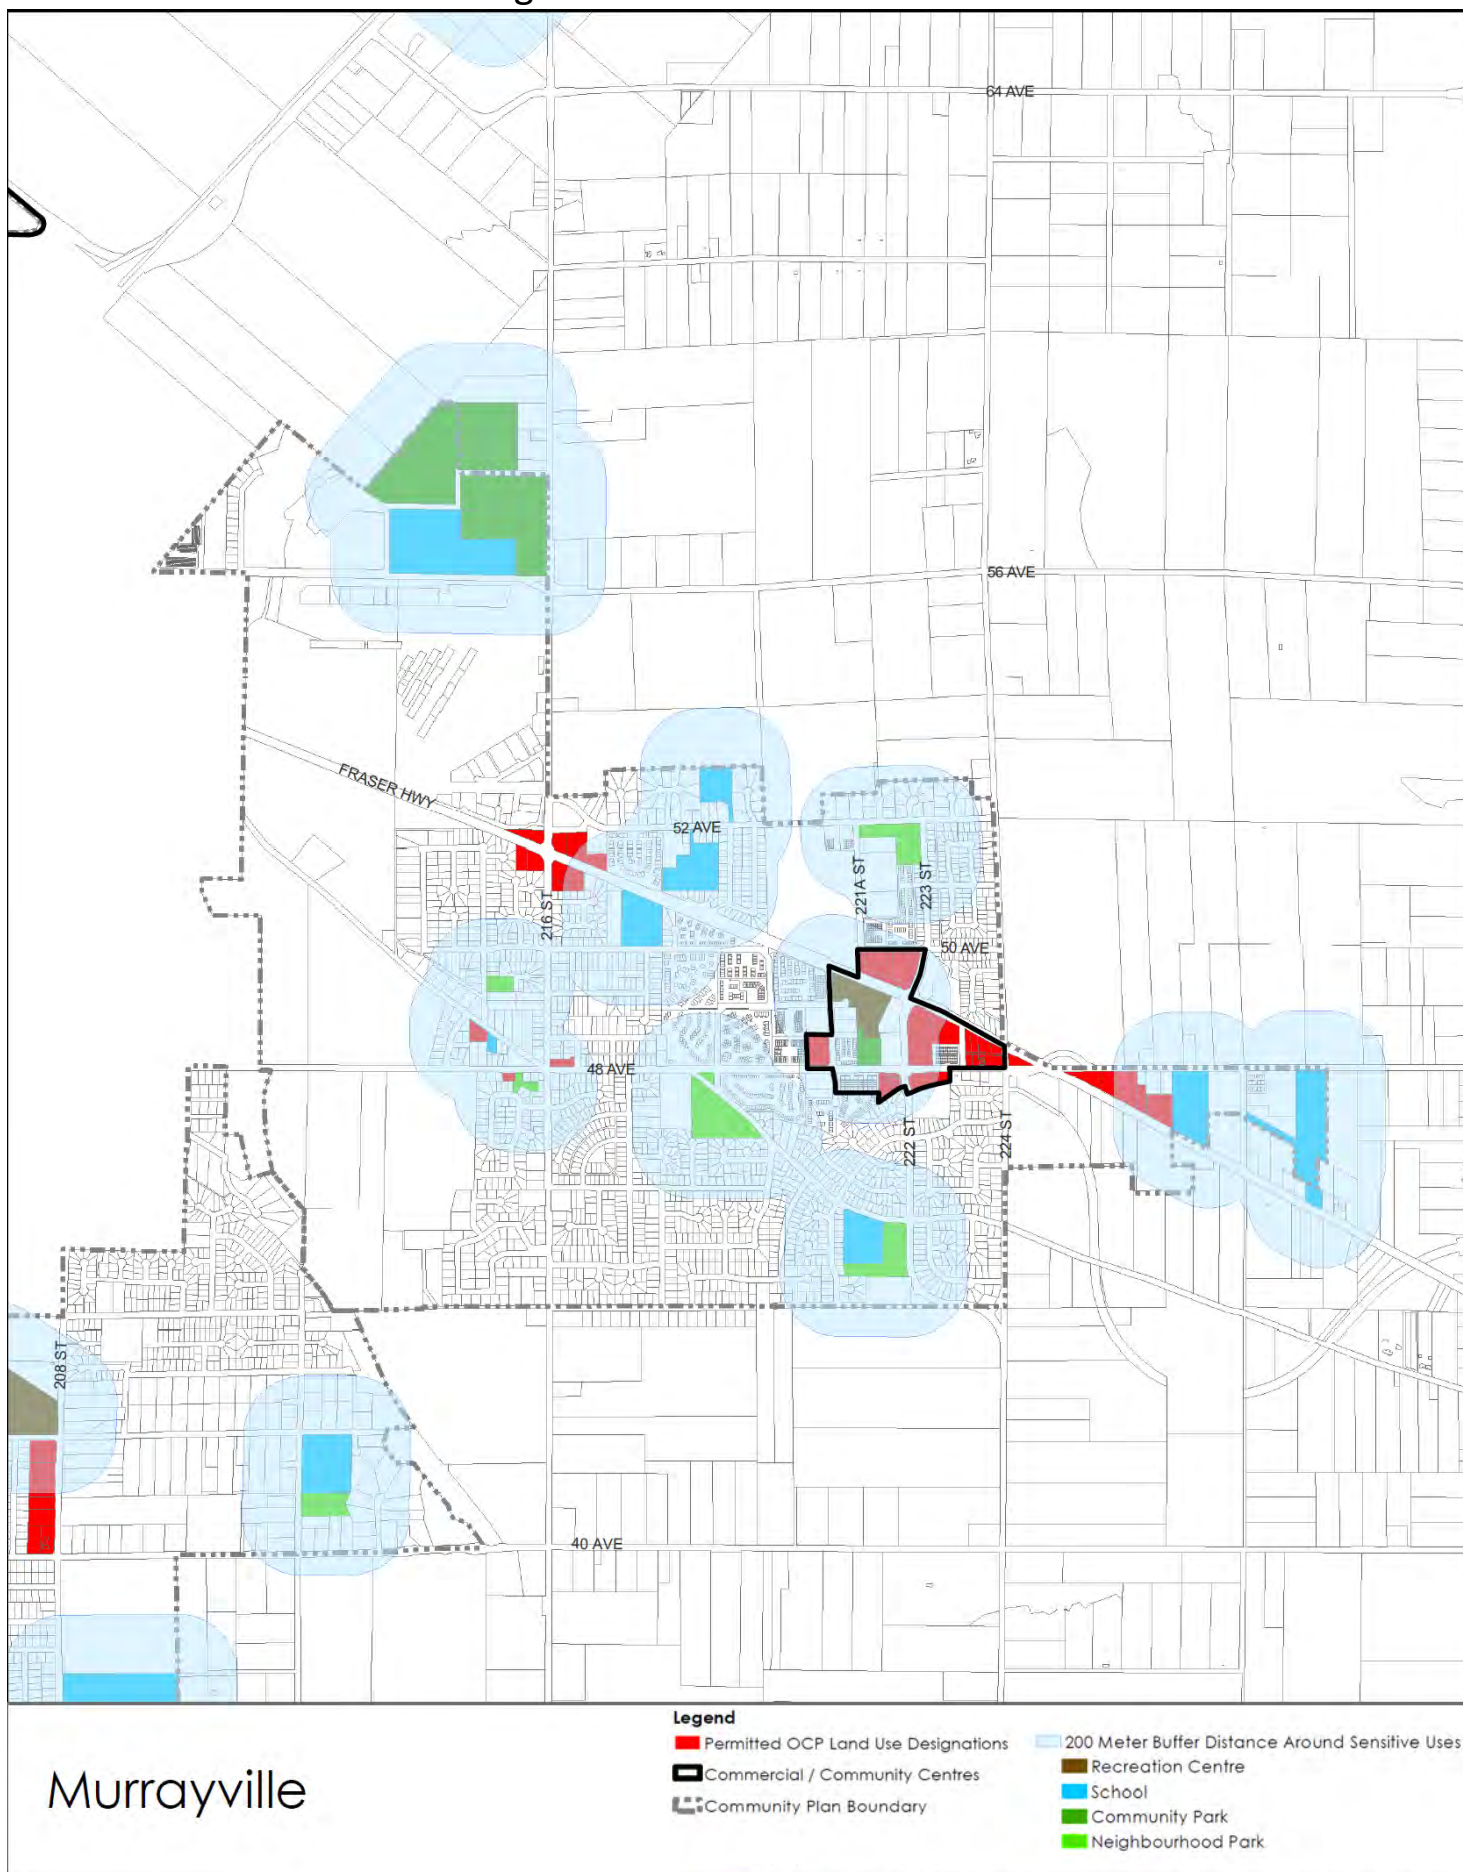 64 AVE
56 AVE
FRASER HWY
52 AVE
216 ST
221A ST
223 ST
50 AVE
48 AVE
222 ST
224 ST
208 ST
40 AVE
Murrayville
Legend
Permitted OCP Land Use Designations
Commercial / Community Centres
Community Plan Boundary
200 Meter Buffer Distance Around Sensitive Uses
Recreation Centre
School
Community Park
Neighbourhood Park